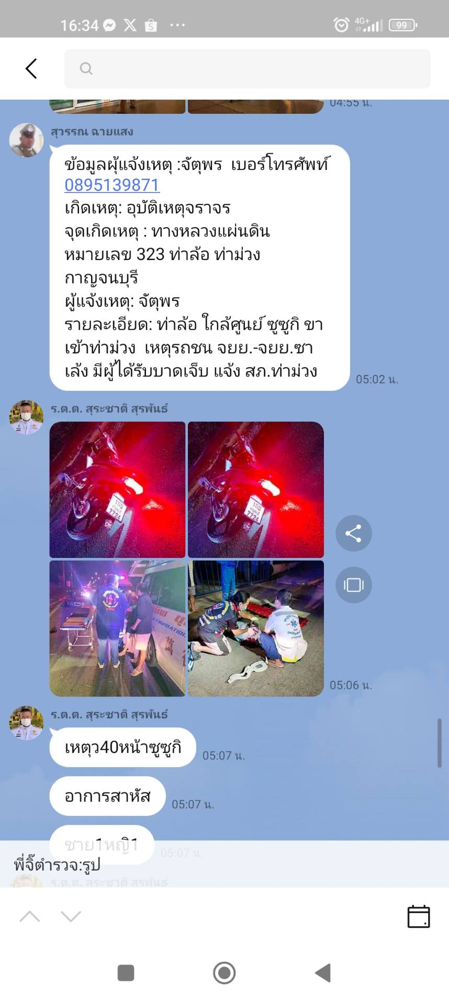 16:34
4G+
99
04:55 น.
สุวรรณ ฉายแสง
ข้อมูลผุ้แจ้งเหตุ :จัตุพร เบอร์โทรศัพท์
0895139871
เกิดเหตุ: อุบัติเหตุจราจร
จุดเกิดเหตุ : ทางหลวงแผ่นดิน
หมายเลข 323 ท่าล้อ ท่าม่วง
กาญจนบุรี
ผู้แจ้งเหตุ: จัตุพร
รายละเอียด: ท่าล้อ ใกล้ศูนย์ ซูซูกิ ขา
เข้าท่าม่วง เหตุรถชน จยย.-จยย.ซา
เล้ง มีผู้ได้รับบาดเจ็บ แจ้ง สภ.ท่าม่วง
05:02 น.
ร.ต.ต. สุระชาติ สุรพันธ์
7724
7724
FOUNDATION
05:06 น.
ร.ต.ต. สุระชาติ สุรพันธ์
เหตุว40หน้าซูซูกิ
05:07 น.
อาการสาหัส
05:07 น.
ชาย1หญิ1
05:07 น.
พี่จิ๊ตำรวจ:รูป
ร.ต.ต. สุระชาติ สุรพันธ์